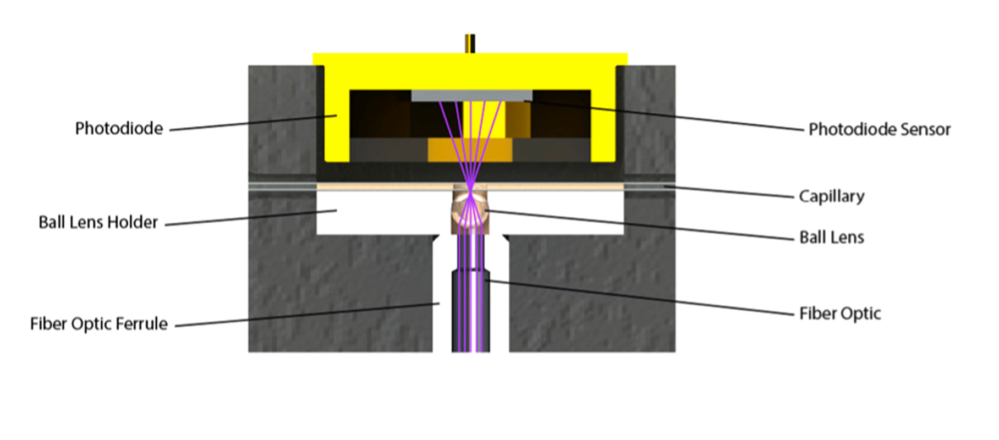 Photodiode
Photodiode Sensor
Capillary
Ball Lens Holder
Ball Lens
Fiber Optic
Fiber Optic Ferrule